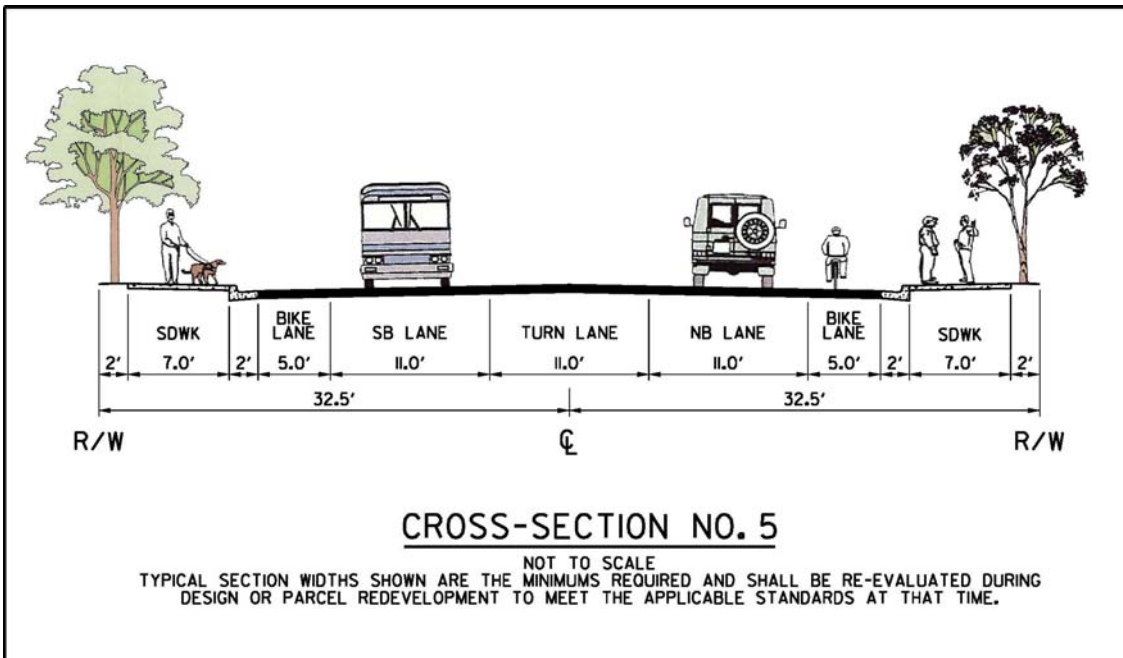 SDWK
BIKE
LANE
SB LANE
TURN LANE
NB LANE
BIKE
LANE
SDWK
2' 7.0' 2' 5.0' 11.0' 11.0' 11.0' 5.0' 2' 7.0' 2'
32.5' 32.5'
R/W ℄ R/W
CROSS-SECTION NO. 5
NOT TO SCALE
TYPICAL SECTION WIDTHS SHOWN ARE THE MINIMUMS REQUIRED AND SHALL BE RE-EVALUATED DURING
DESIGN OR PARCEL REDEVELOPMENT TO MEET THE APPLICABLE STANDARDS AT THAT TIME.